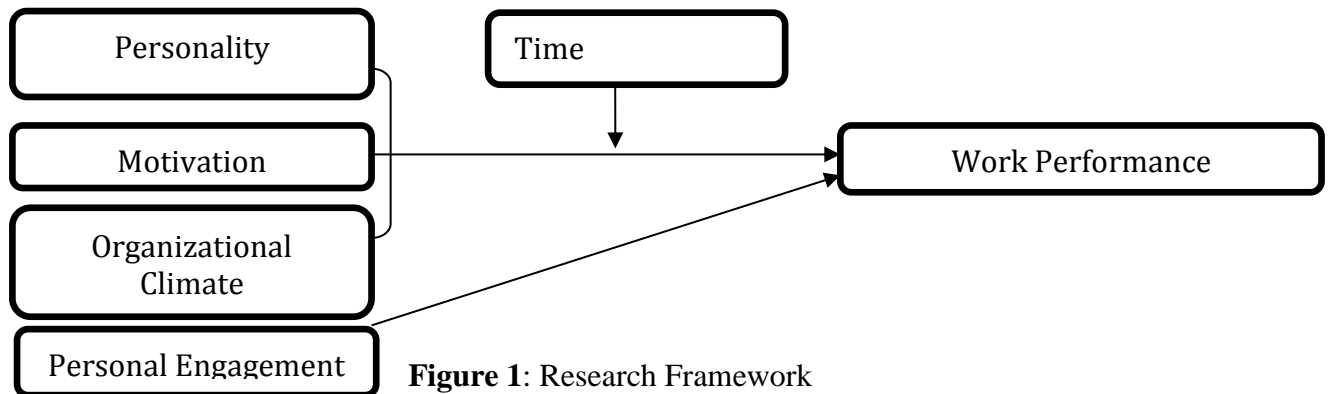 Personality
Time
Motivation
Work Performance
Organizational
Climate
Personal Engagement
Figure 1: Research Framework